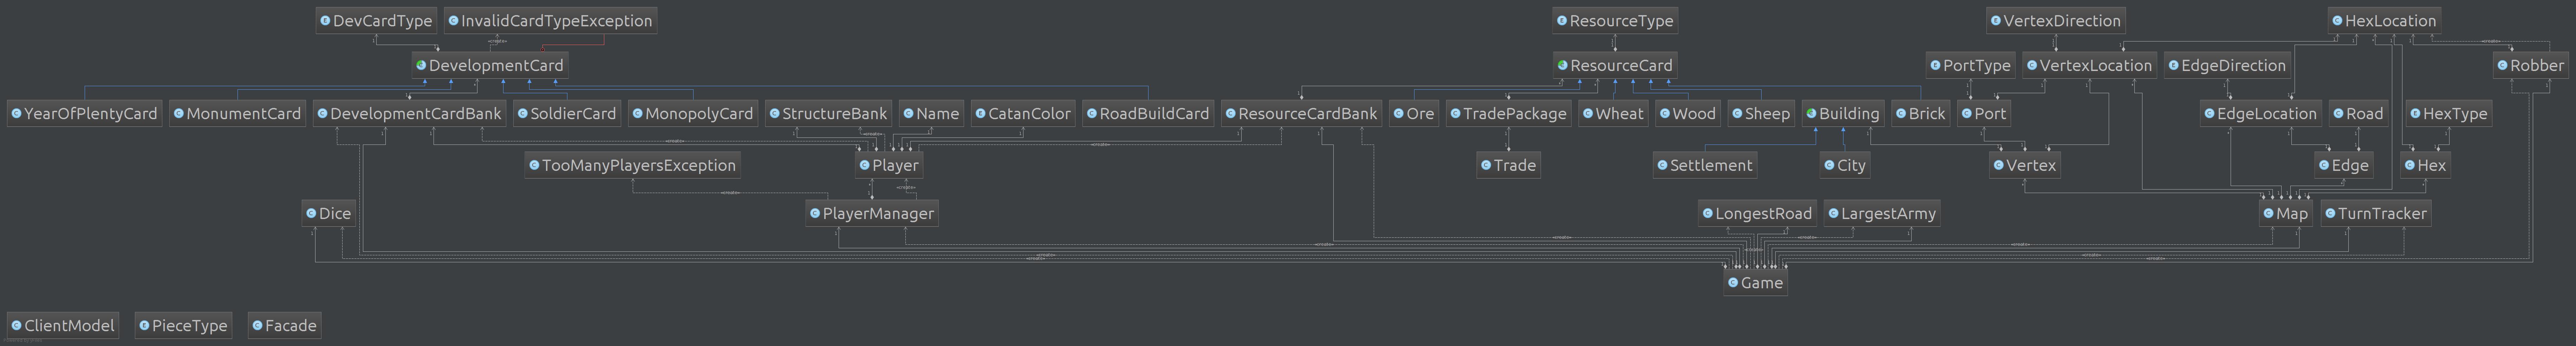 DevCardType InvalidCardTypeException ResourceType VertexDirection HexLocation
DevelopmentCard ResourceCard PortType VertexLocation EdgeDirection Robber
YearOfPlentyCard MonumentCard DevelopmentCardBank SoldierCard MonopolyCard StructureBank Name CatanColor RoadBuildCard ResourceCardBank Ore TradePackage Wheat Wood Sheep Building Brick Port EdgeLocation Road HexType
TooManyPlayersException Player Trade Settlement City Vertex Edge Hex
Dice PlayerManager LongestRoad LargestArmy Map TurnTracker
Game
ClientModel PieceType Facade